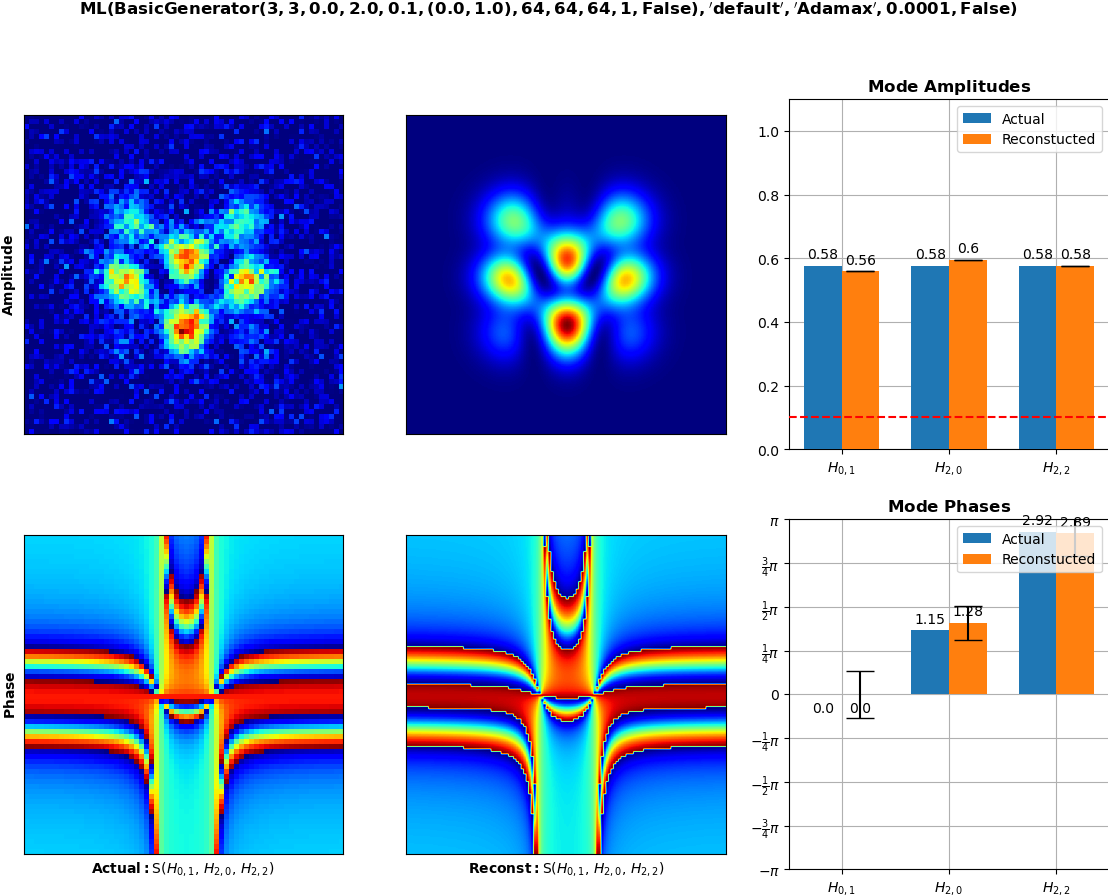 ML(BasicGenerator(3, 3, 0.0, 2.0, 0.1, (0.0, 1.0), 64, 64, 64, 1, False), ′default′, ′Adamax′, 0.0001, False)
Amplitude
Mode Amplitudes
Actual
Reconstucted
1.0
0.8
0.6
0.4
0.2
0.0
0.58
0.56
0.58
0.6
0.58
0.58
H0, 1
H2, 0
H2, 2
Phase
Actual: S(H0, 1, H2, 0, H2, 2)
Reconst: S(H0, 1, H2, 0, H2, 2)
Mode Phases
Actual
Reconstucted
π
3/4π
1/2π
1/4π
0
−1/4π
−1/2π
−3/4π
−π
0.0
0.0
1.15
1.28
2.92
2.89
H0, 1
H2, 0
H2, 2